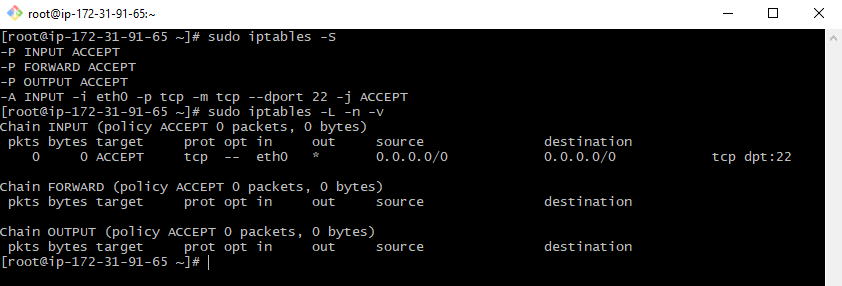 root@ip-172-31-91-65:~
[root@ip-172-31-91-65 ~]# sudo iptables -S
-P INPUT ACCEPT
-P FORWARD ACCEPT
-P OUTPUT ACCEPT
-A INPUT -i eth0 -p tcp -m tcp --dport 22 -j ACCEPT
[root@ip-172-31-91-65 ~]# sudo iptables -L -n -v
Chain INPUT (policy ACCEPT 0 packets, 0 bytes)
 pkts bytes target     prot opt in     out     source               destination
    0     0 ACCEPT     tcp  --  eth0   *       0.0.0.0/0            0.0.0.0/0            tcp dpt:22

Chain FORWARD (policy ACCEPT 0 packets, 0 bytes)
 pkts bytes target     prot opt in     out     source               destination

Chain OUTPUT (policy ACCEPT 0 packets, 0 bytes)
 pkts bytes target     prot opt in     out     source               destination
[root@ip-172-31-91-65 ~]#